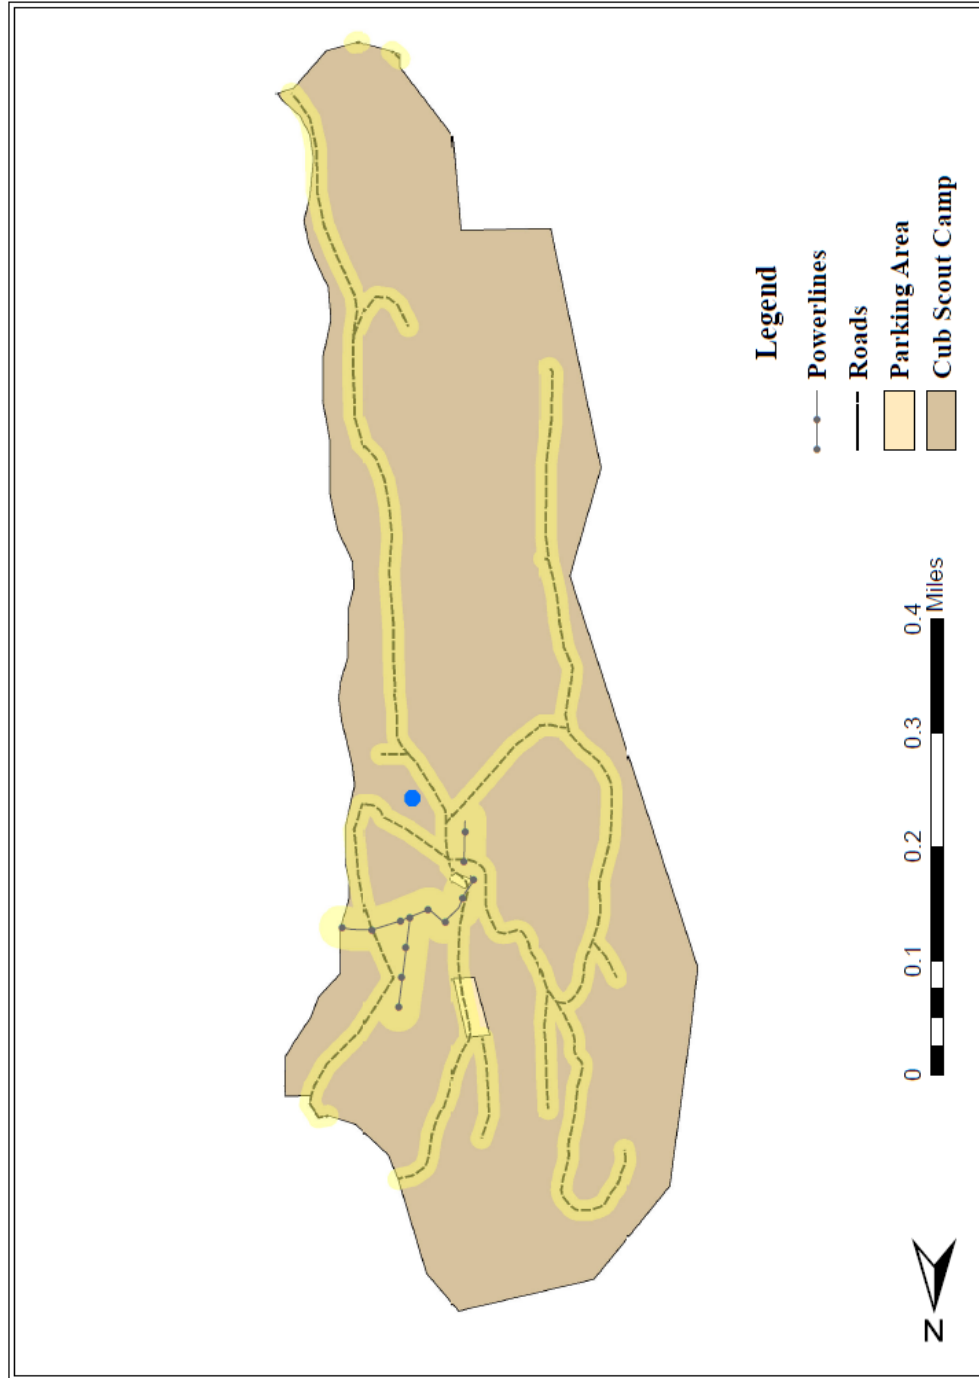 Legend
Powerlines
Roads
Parking Area
Cub Scout Camp
0 0.1 0.2 0.3 0.4
Miles
N